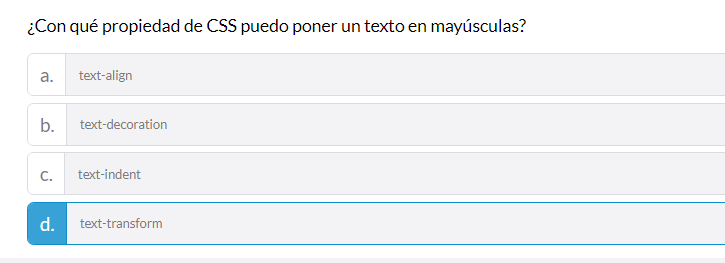 ¿Con qué propiedad de CSS puedo poner un texto en mayúsculas?
a. text-align
b. text-decoration
c. text-indent
d. text-transform